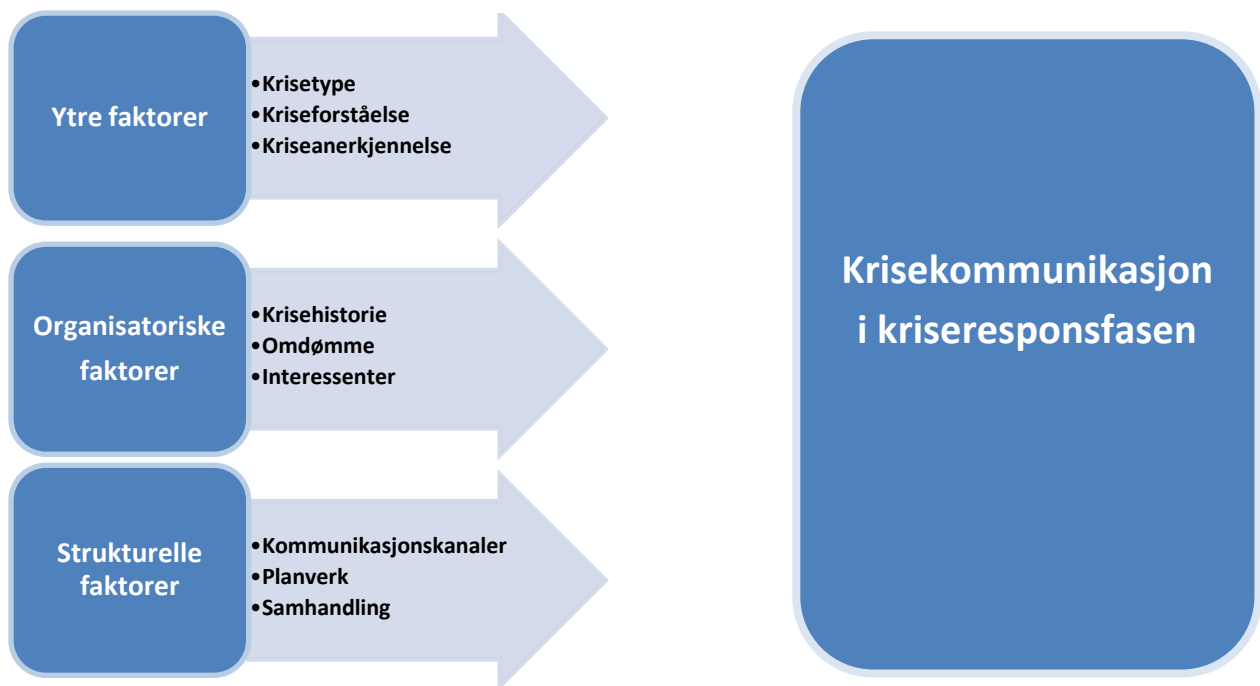 Ytre faktorer
•Krisetype
•Kriseforståelse
•Kriseanerkjennelse
Organisatoriske
faktorer
•Krisehistorie
•Omdømme
•Interessenter
Strukturelle
faktorer
•Kommunikasjonskanaler
•Planverk
•Samhandling
Krisekommunikasjon
i kriseresponsfasen